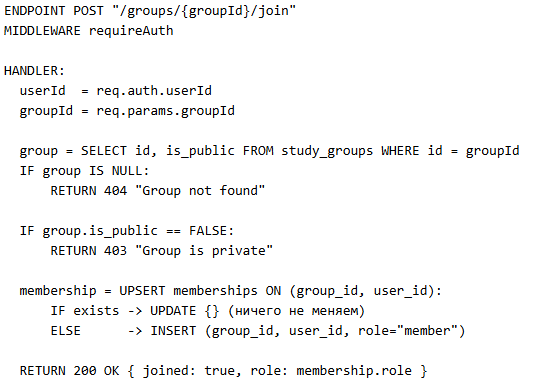 ENDPOINT POST "/groups/{groupId}/join"
MIDDLEWARE requireAuth

HANDLER:
  userId  = req.auth.userId
  groupId = req.params.groupId

  group = SELECT id, is_public FROM study_groups WHERE id = groupId
  IF group IS NULL:
      RETURN 404 "Group not found"

  IF group.is_public == FALSE:
      RETURN 403 "Group is private"

  membership = UPSERT memberships ON (group_id, user_id):
      IF exists -> UPDATE {} (ничего не меняем)
      ELSE      -> INSERT (group_id, user_id, role="member")

  RETURN 200 OK { joined: true, role: membership.role }